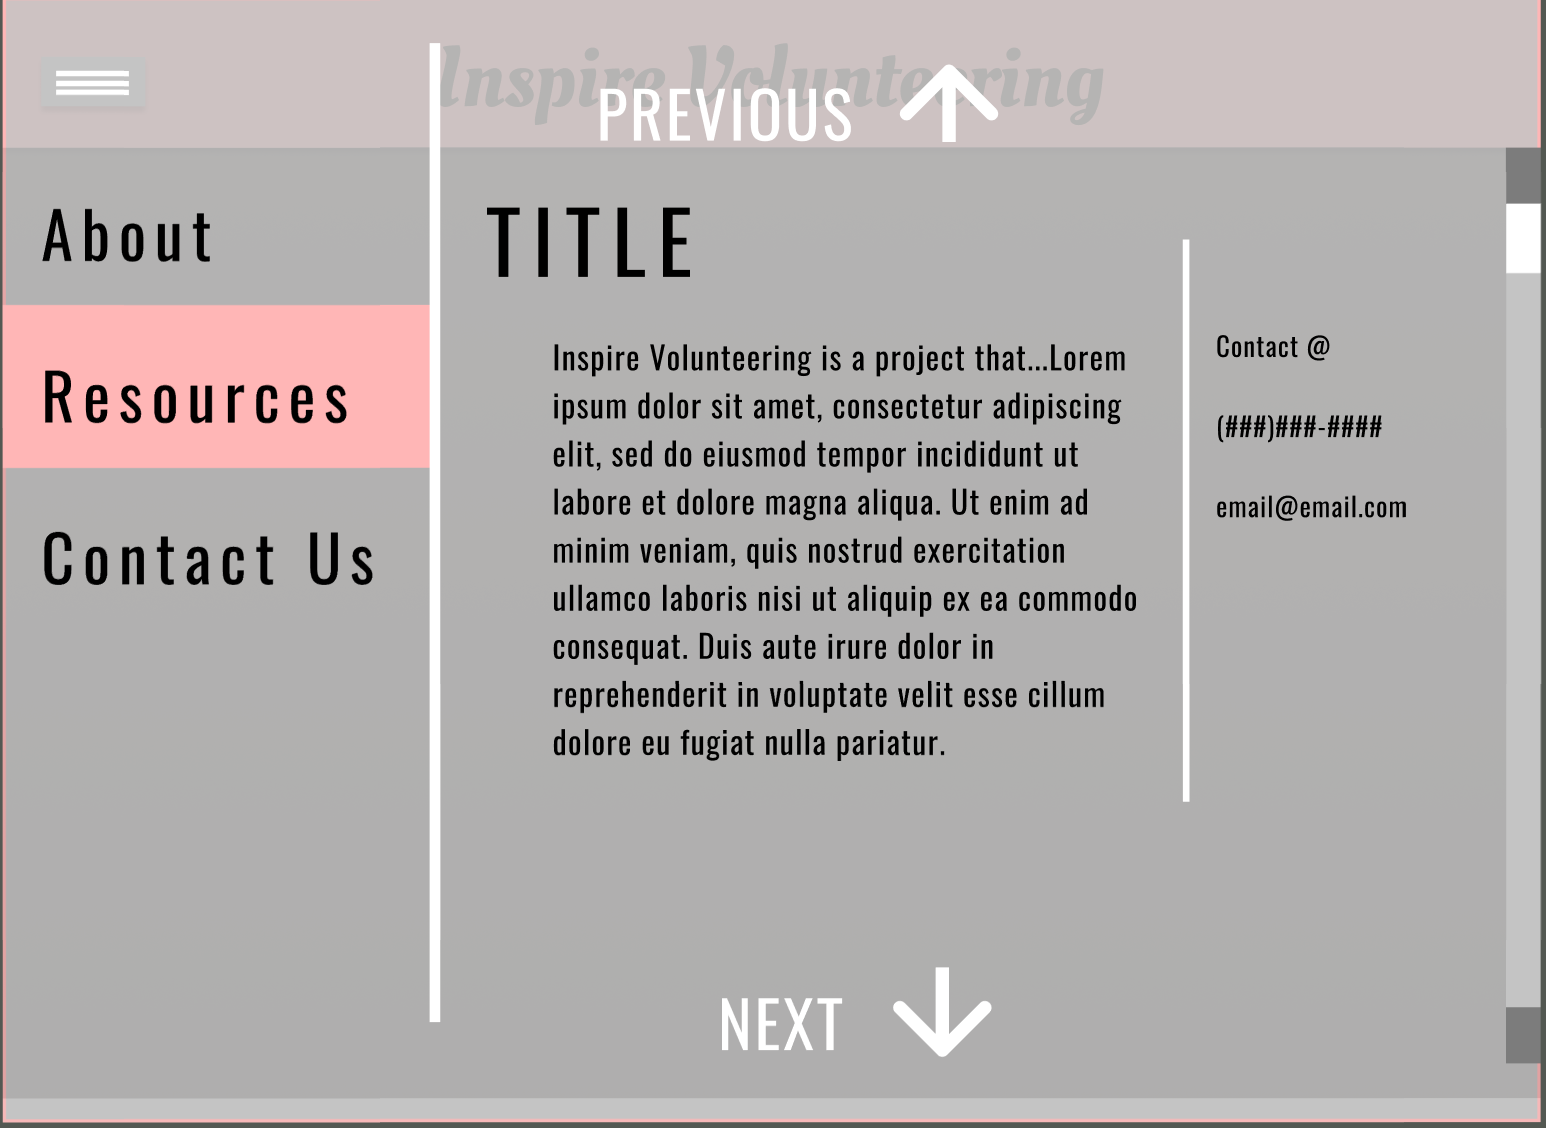 Inspire Volunteering
PREVIOUS
About
Resources
Contact Us
TITLE
Inspire Volunteering is a project that...Lorem
ipsum dolor sit amet, consectetur adipiscing
elit, sed do eiusmod tempor incididunt ut
labore et dolore magna aliqua. Ut enim ad
minim veniam, quis nostrud exercitation
ullamco laboris nisi ut aliquip ex ea commodo
consequat. Duis aute irure dolor in
reprehenderit in voluptate velit esse cillum
dolore eu fugiat nulla pariatur.
Contact @
(###)###-####
email@email.com
NEXT